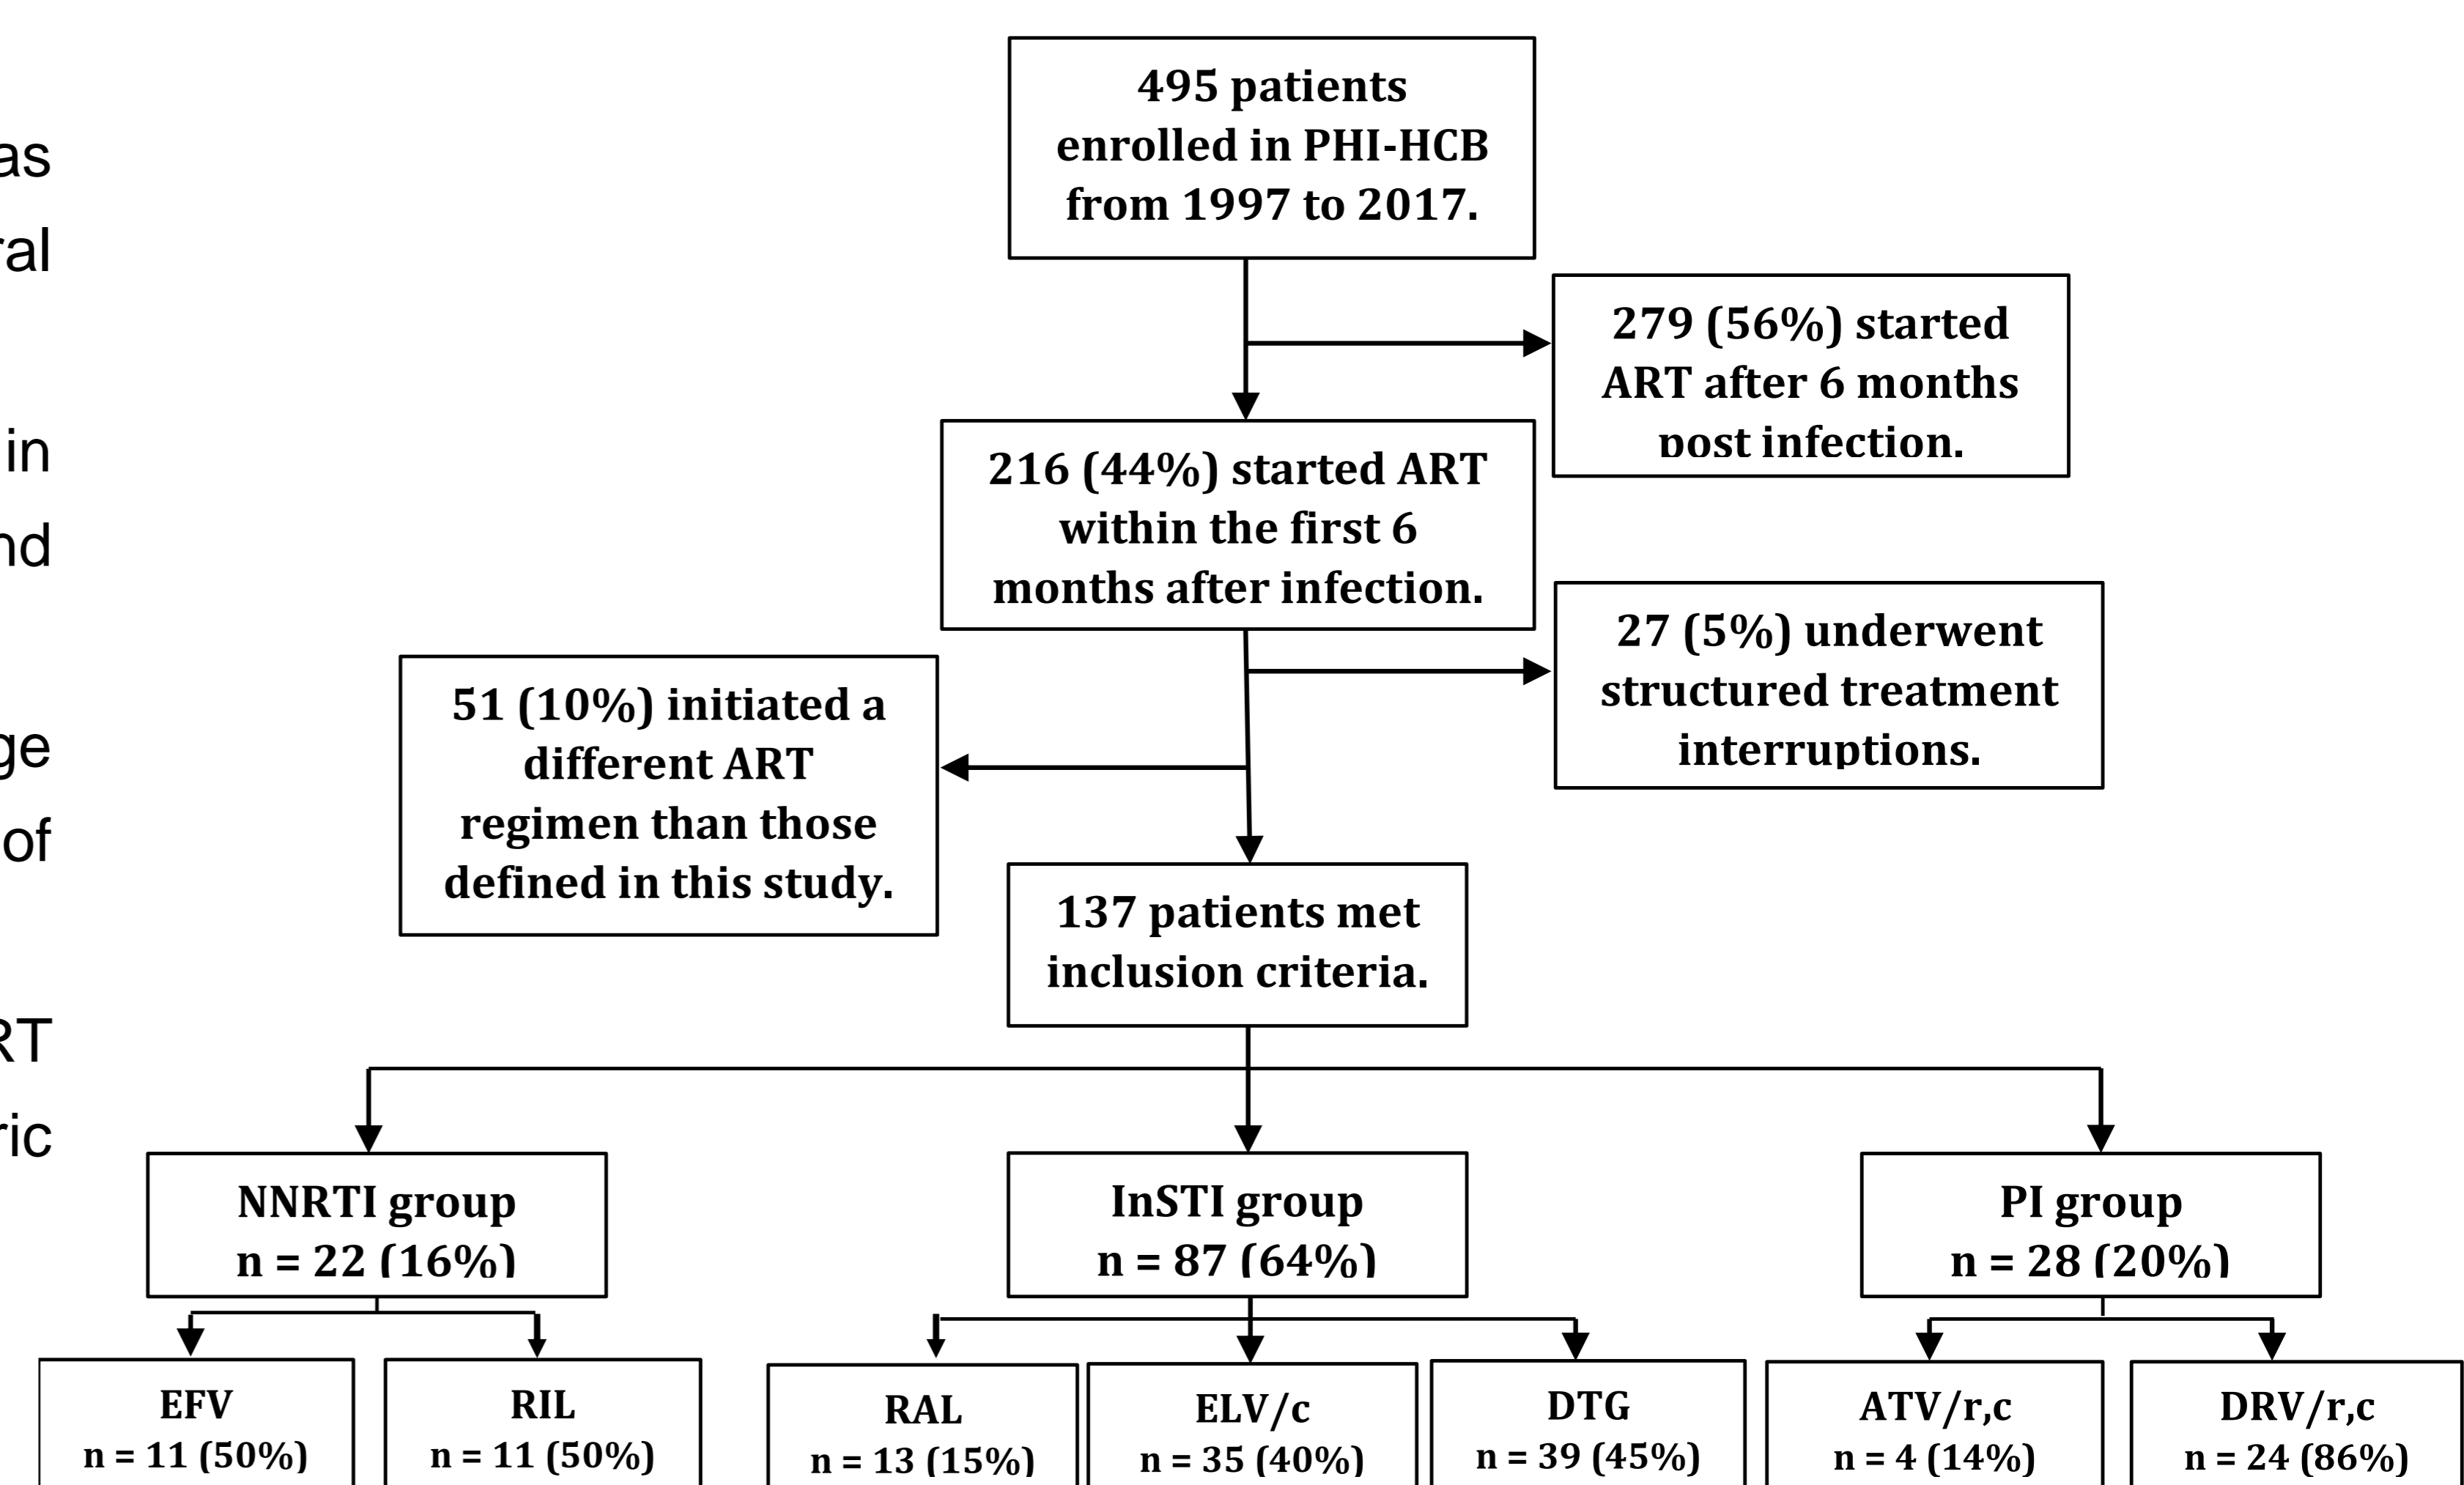 as
ral
in
nd
ge
of
RT
ric
495 patients
enrolled in PHI-HCB
from 1997 to 2017.
279 (56%) started
ART after 6 months
post infection.
216 (44%) started ART
within the first 6
months after infection.
27 (5%) underwent
structured treatment
interruptions.
51 (10%) initiated a
different ART
regimen than those
defined in this study.
137 patients met
inclusion criteria.
NNRTI group
n = 22 (16%)
InSTI group
n = 87 (64%)
PI group
n = 28 (20%)
EFV
n = 11 (50%)
RIL
n = 11 (50%)
RAL
n = 13 (15%)
ELV/c
n = 35 (40%)
DTG
n = 39 (45%)
ATV/r,c
n = 4 (14%)
DRV/r,c
n = 24 (86%)